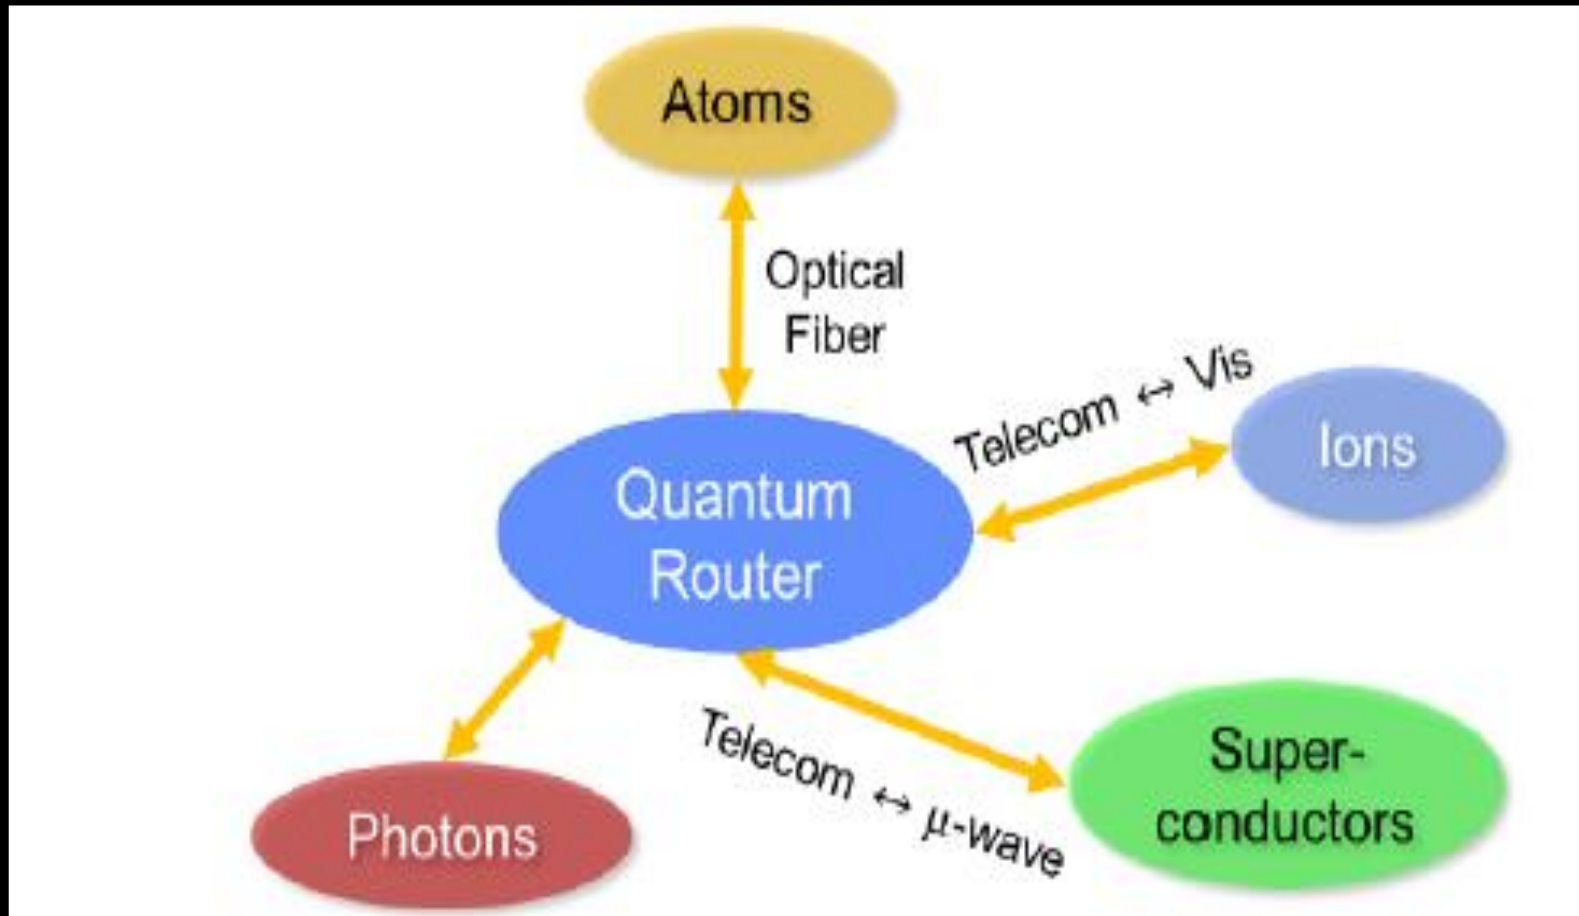 Atoms
Optical
Fiber
Telecom ↔ Vis
Ions
Quantum
Router
Super-
conductors
Telecom ↔ μ-wave
Photons